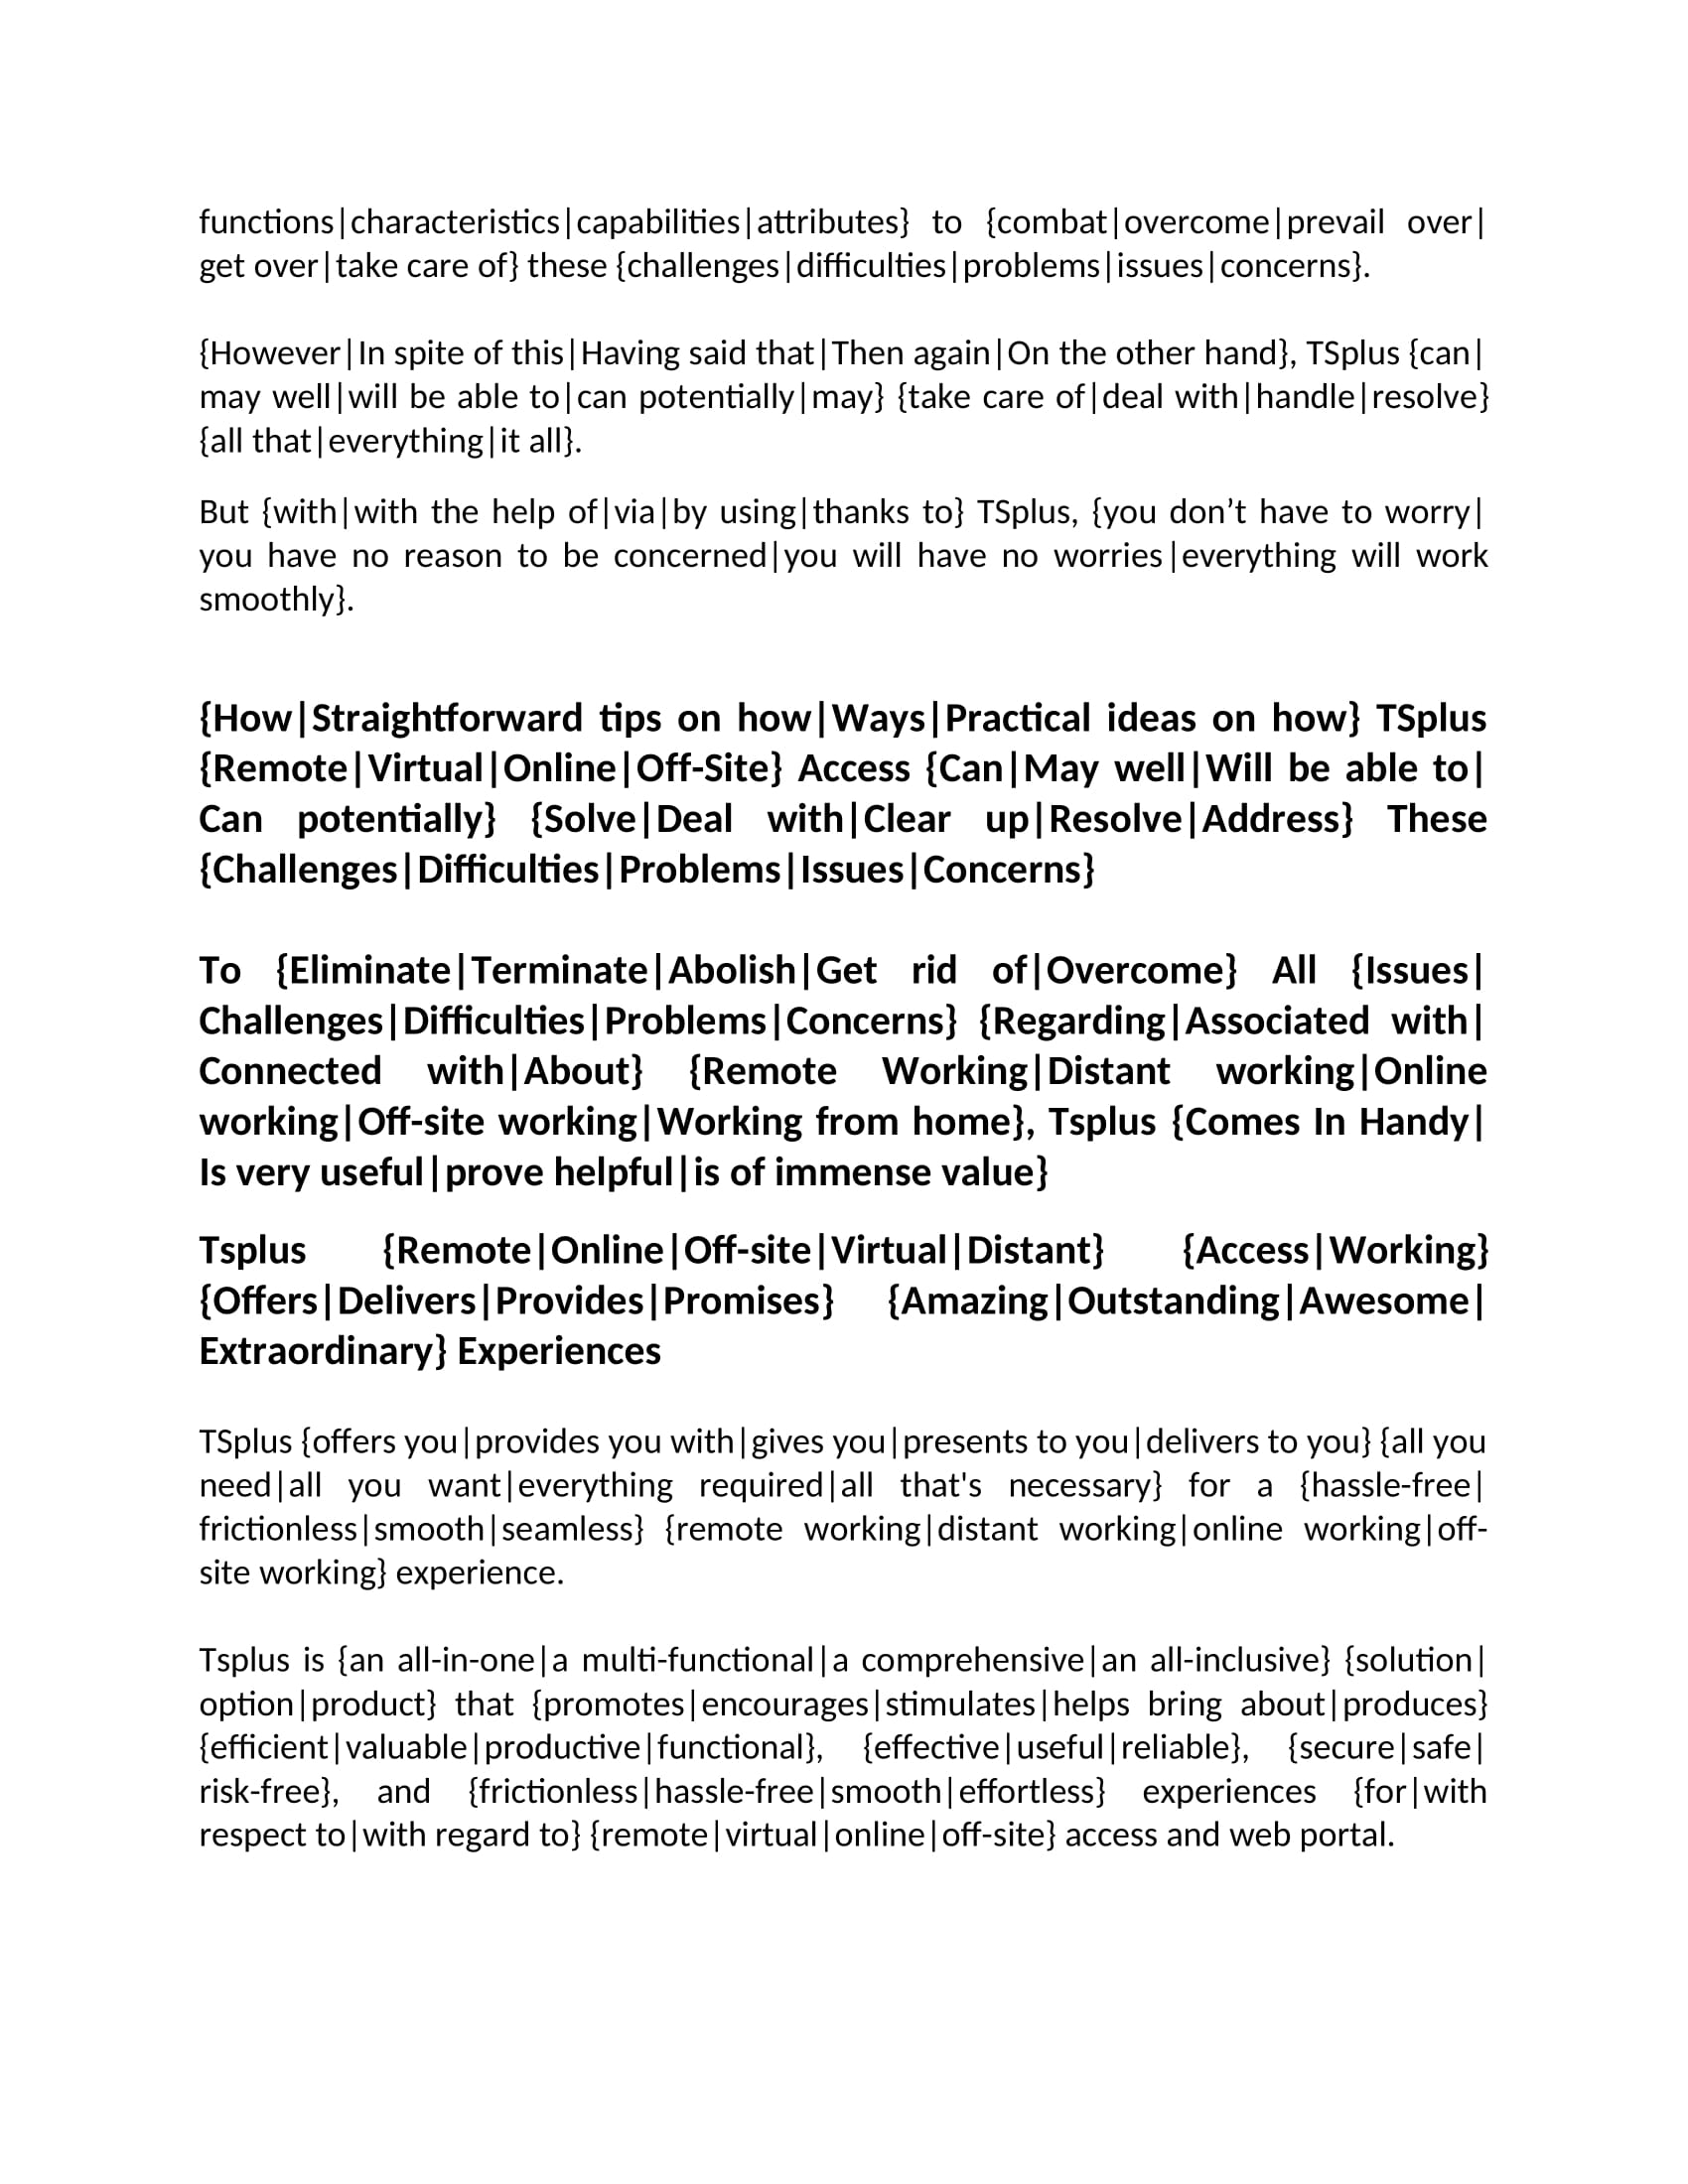 functions|characteristics|capabilities|attributes} to {combat|overcome|prevail over|
get over|take care of} these {challenges|difficulties|problems|issues|concerns}.
{However|In spite of this|Having said that|Then again|On the other hand}, TSplus {can|
may well|will be able to|can potentially|may} {take care of|deal with|handle|resolve}
{all that|everything|it all}.
But {with|with the help of|via|by using|thanks to} TSplus, {you don’t have to worry|
you have no reason to be concerned|you will have no worries|everything will work
smoothly}.
{How|Straightforward tips on how|Ways|Practical ideas on how} TSplus
{Remote|Virtual|Online|Off-Site} Access {Can|May well|Will be able to|
Can potentially} {Solve|Deal with|Clear up|Resolve|Address} These
{Challenges|Difficulties|Problems|Issues|Concerns}
To {Eliminate|Terminate|Abolish|Get rid of|Overcome} All {Issues|
Challenges|Difficulties|Problems|Concerns} {Regarding|Associated with|
Connected with|About} {Remote Working|Distant working|Online
working|Off-site working|Working from home}, Tsplus {Comes In Handy|
Is very useful|prove helpful|is of immense value}
Tsplus {Remote|Online|Off-site|Virtual|Distant} {Access|Working}
{Offers|Delivers|Provides|Promises} {Amazing|Outstanding|Awesome|
Extraordinary} Experiences
TSplus {offers you|provides you with|gives you|presents to you|delivers to you} {all you
need|all you want|everything required|all that's necessary} for a {hassle-free|
frictionless|smooth|seamless} {remote working|distant working|online working|off-
site working} experience.
Tsplus is {an all-in-one|a multi-functional|a comprehensive|an all-inclusive} {solution|
option|product} that {promotes|encourages|stimulates|helps bring about|produces}
{efficient|valuable|productive|functional}, {effective|useful|reliable}, {secure|safe|
risk-free}, and {frictionless|hassle-free|smooth|effortless} experiences {for|with
respect to|with regard to} {remote|virtual|online|off-site} access and web portal.